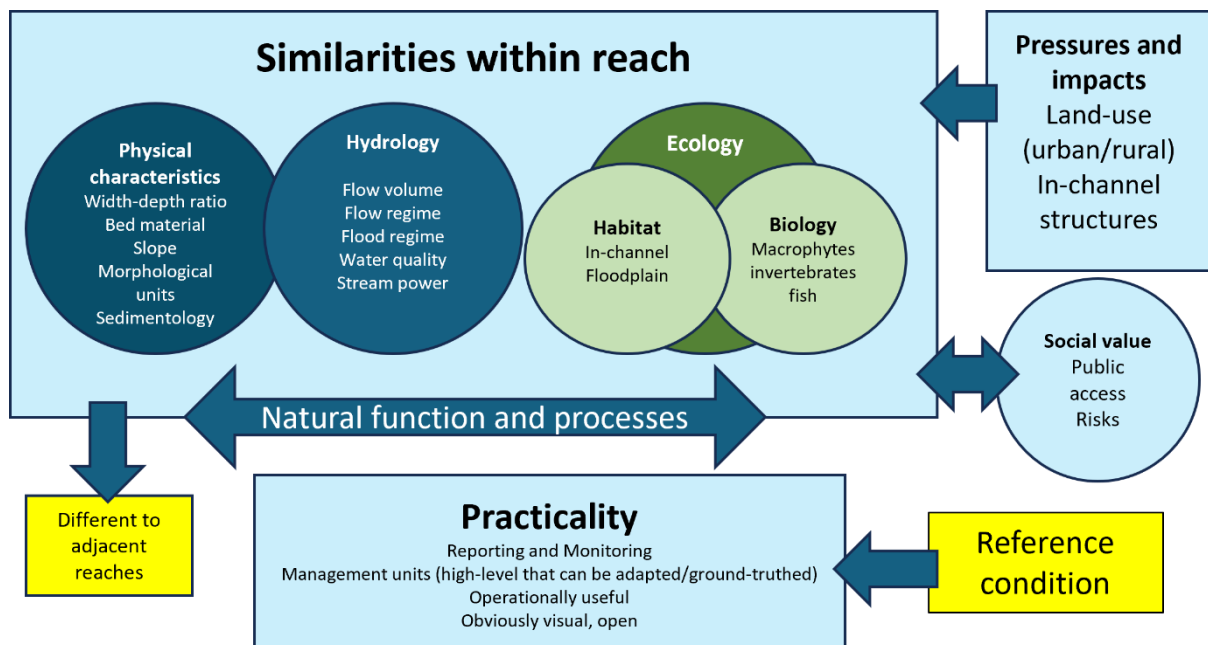 Similarities within reach
Physical
characteristics
Width-depth ratio
Bed material
Slope
Morphological
units
Sedimentology
Hydrology
Flow volume
Flow regime
Flood regime
Water quality
Stream power
Ecology
Habitat
In-channel
Floodplain
Biology
Macrophytes
invertebrates
fish
Pressures and
impacts
Land-use
(urban/rural)
In-channel
structures
Social value
Public
access
Risks
Natural function and processes
Different to
adjacent
reaches
Practicality
Reporting and Monitoring
Management units (high-level that can be adapted/ground-truthed)
Operationally useful
Obviously visual, open
Reference
condition